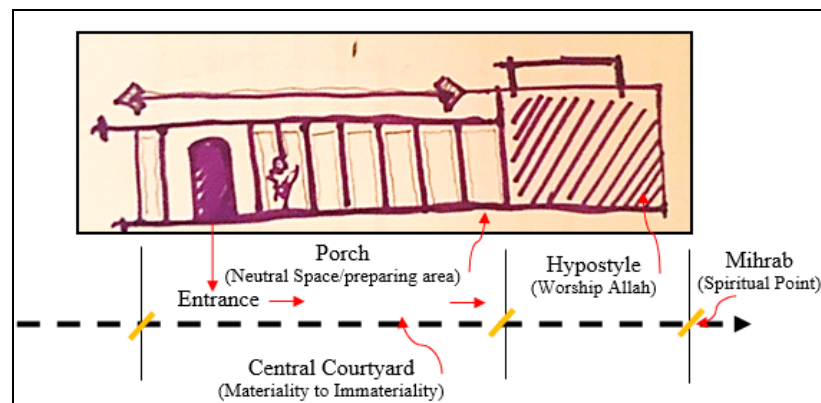 Porch
(Neutral Space/preparing area)
Entrance
Hypostyle
(Worship Allah)
Mihrab
(Spiritual Point)
Central Courtyard
(Materiality to Immateriality)